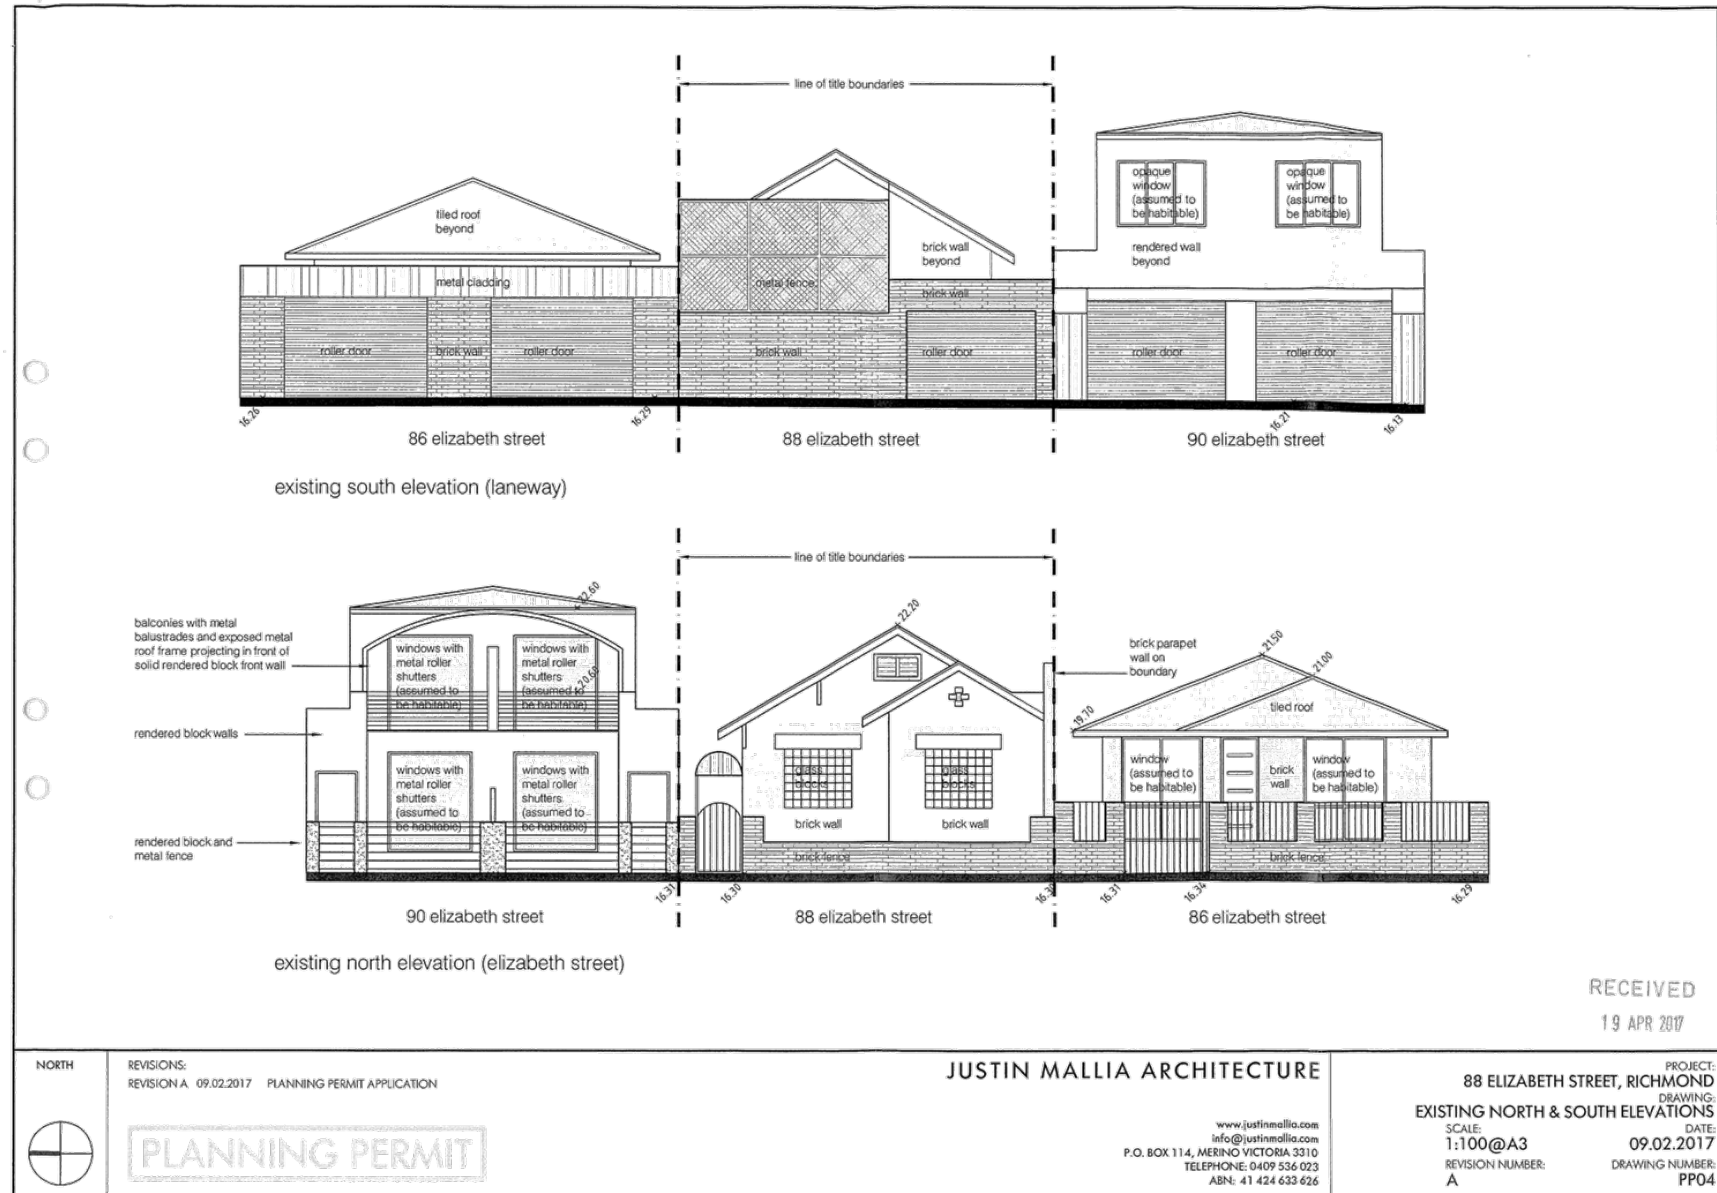 line of title boundaries
tiled roof
beyond
metal cladding
roller door
brick wall
roller door
metal fence
brick wall
brick wall
beyond
brick wall
roller door
opaque
window
(assumed to
be habitable)
opaque
window
(assumed to
be habitable)
rendered wall
beyond
roller door
roller door
16.26
16.29
16.21
16.13
86 elizabeth street
88 elizabeth street
90 elizabeth street
existing south elevation (laneway)
line of title boundaries
balconies with metal
balustrades and exposed metal
roof frame projecting in front of
solid rendered block front wall
rendered block walls
rendered block and
metal fence
22.60
windows with
metal roller
shutters
(assumed to
be habitable)
windows with
metal roller
shutters
(assumed to
be habitable)
20.60
windows with
metal roller
shutters
(assumed to
be habitable)
windows with
metal roller
shutters
(assumed to
be habitable)
22.20
glass
blocks
glass
blocks
brick wall
brick wall
brick fence
brick parapet
wall on
boundary
21.50
21.00
19.70
tiled roof
window
(assumed to
be habitable)
brick
wall
window
(assumed to
be habitable)
brick fence
16.31
16.30
16.31
16.34
16.29
90 elizabeth street
88 elizabeth street
86 elizabeth street
existing north elevation (elizabeth street)
RECEIVED
19 APR 2017
NORTH
REVISIONS:
REVISION A 09.02.2017 PLANNING PERMIT APPLICATION
PLANNING PERMIT
JUSTIN MALLIA ARCHITECTURE
www.justinmallia.com
info@justinmallia.com
P.O. BOX 114, MERINO VICTORIA 3310
TELEPHONE: 0409 536 023
ABN: 41 424 633 626
PROJECT:
88 ELIZABETH STREET, RICHMOND
DRAWING:
EXISTING NORTH & SOUTH ELEVATIONS
SCALE:
1:100@A3
DATE:
09.02.2017
REVISION NUMBER:
A
DRAWING NUMBER:
PP04